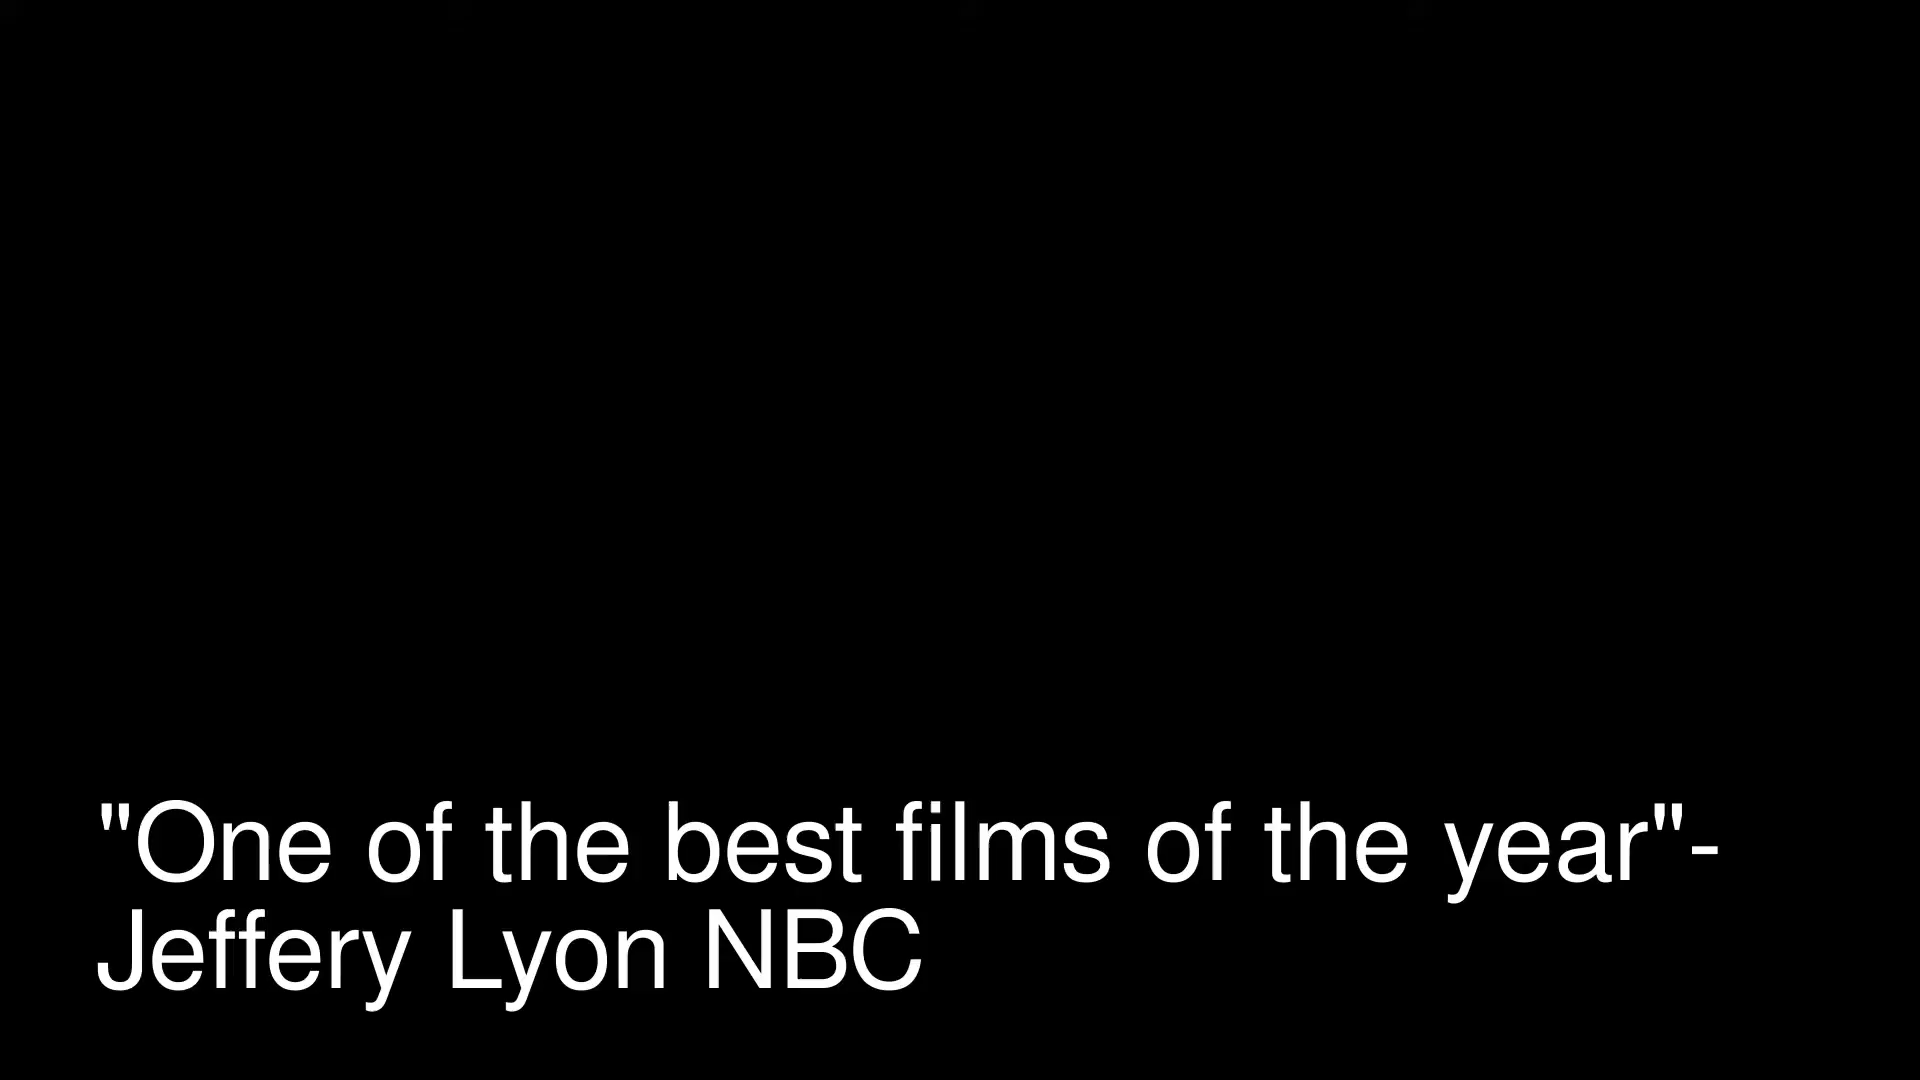 "One of the best films of the year"-
Jeffery Lyon NBC